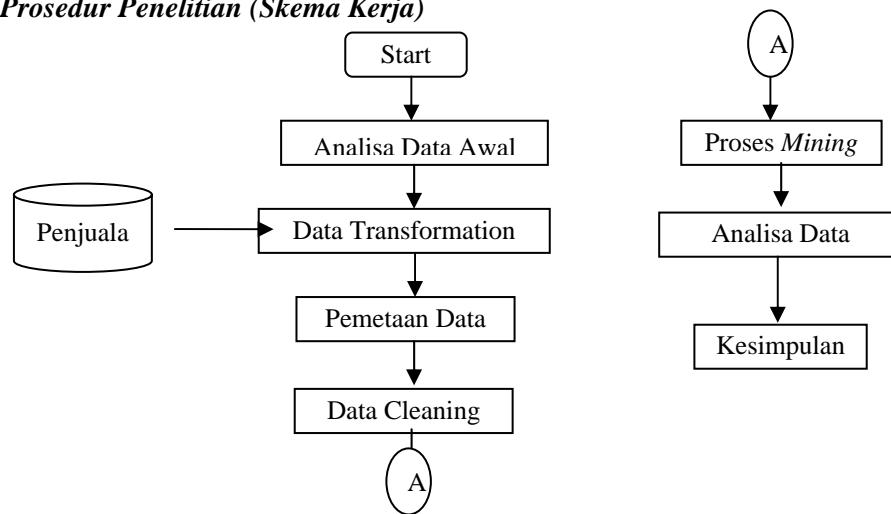 Prosedur Penelitian (Skema Kerja)
Start
Analisa Data Awal
Penjuala
Data Transformation
Pemetaan Data
Data Cleaning
A
A
Proses Mining
Analisa Data
Kesimpulan